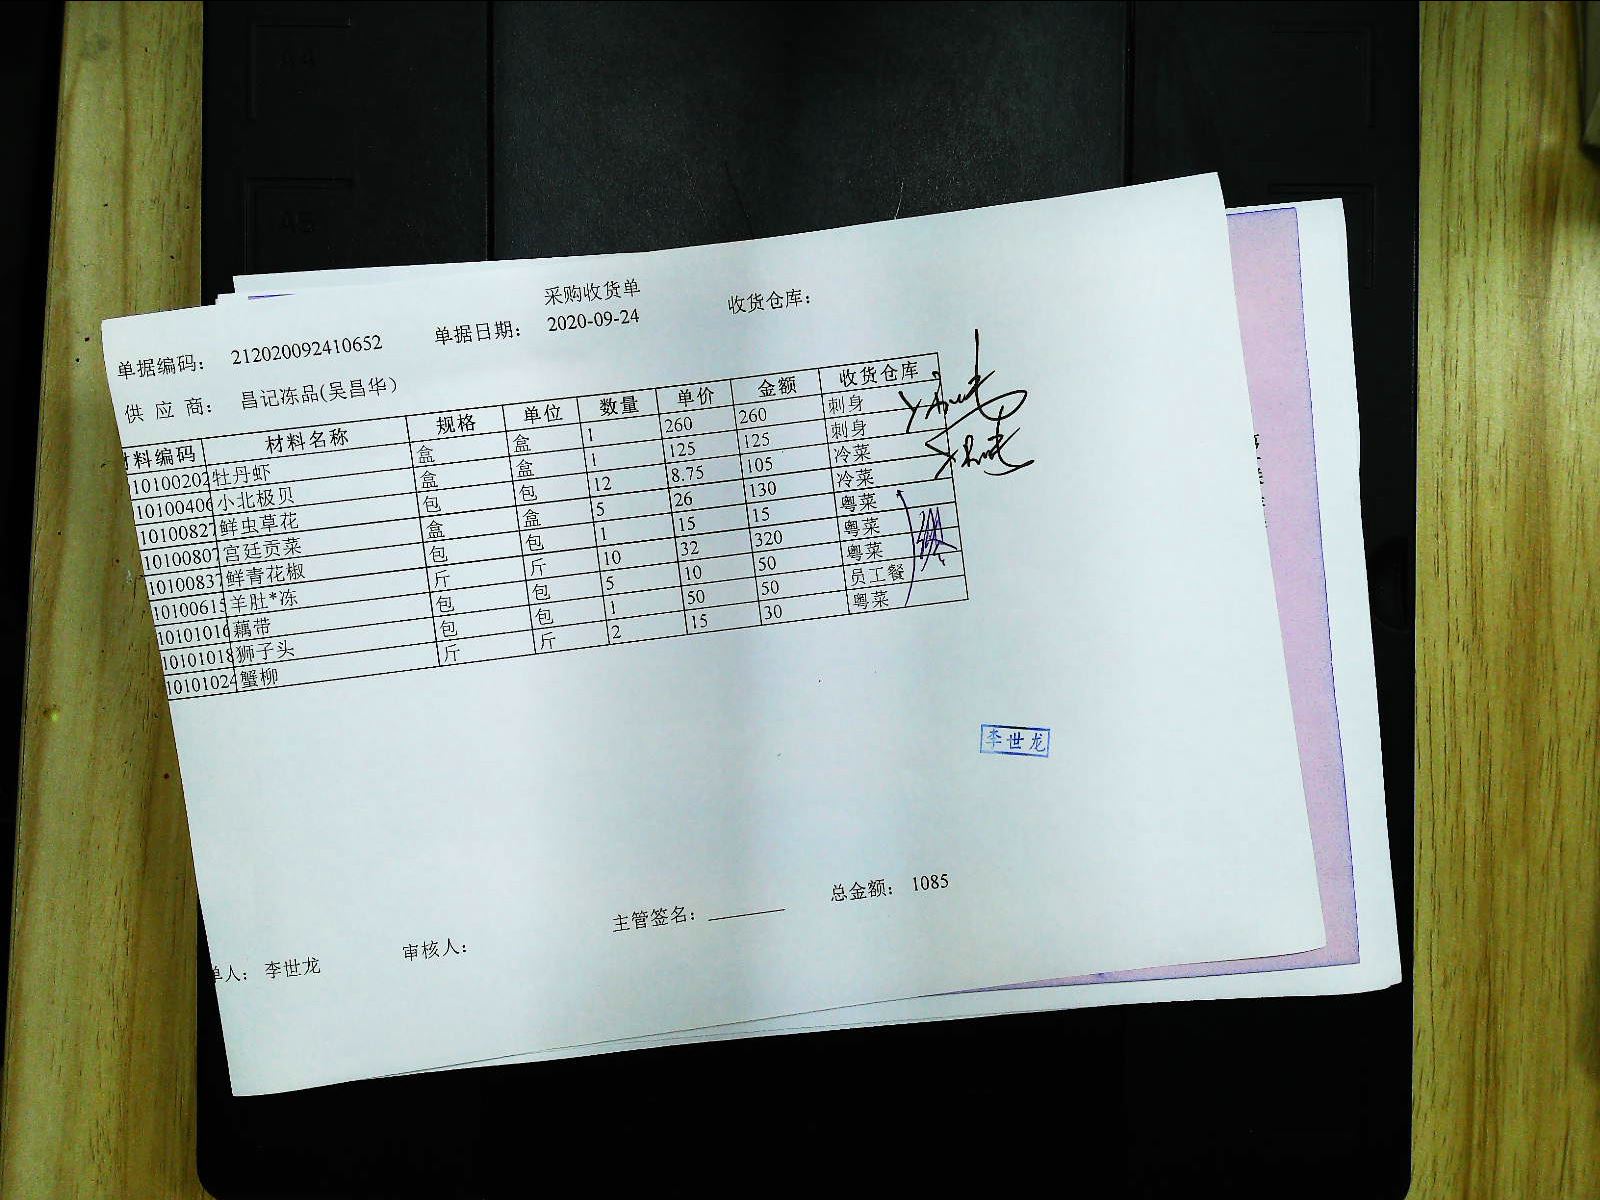 采购收货单
单据编码： 212020092410652 单据日期： 2020-09-24 收货仓库：
供 应 商： 昌记冻品(吴昌华)
材料编码 材料名称 规格 单位 数量 单价 金额 收货仓库
10100202 牡丹虾 盒 盒 1 260 260 刺身
10100406 小北极贝 盒 盒 1 125 125 刺身
10100827 鲜虫草花 包 包 12 8.75 105 冷菜
10100807 宫廷贡菜 盒 盒 5 26 130 冷菜
10100837 鲜青花椒 包 包 1 15 15 粤菜
10100615 羊肚*冻 斤 斤 10 32 320 粤菜
10101016 藕带 包 包 5 10 50 粤菜
10101018 狮子头 包 包 1 50 50 员工餐
10101024 蟹柳 斤 斤 2 15 30 粤菜
李世龙
单人： 李世龙 审核人： 主管签名： 总金额： 1085